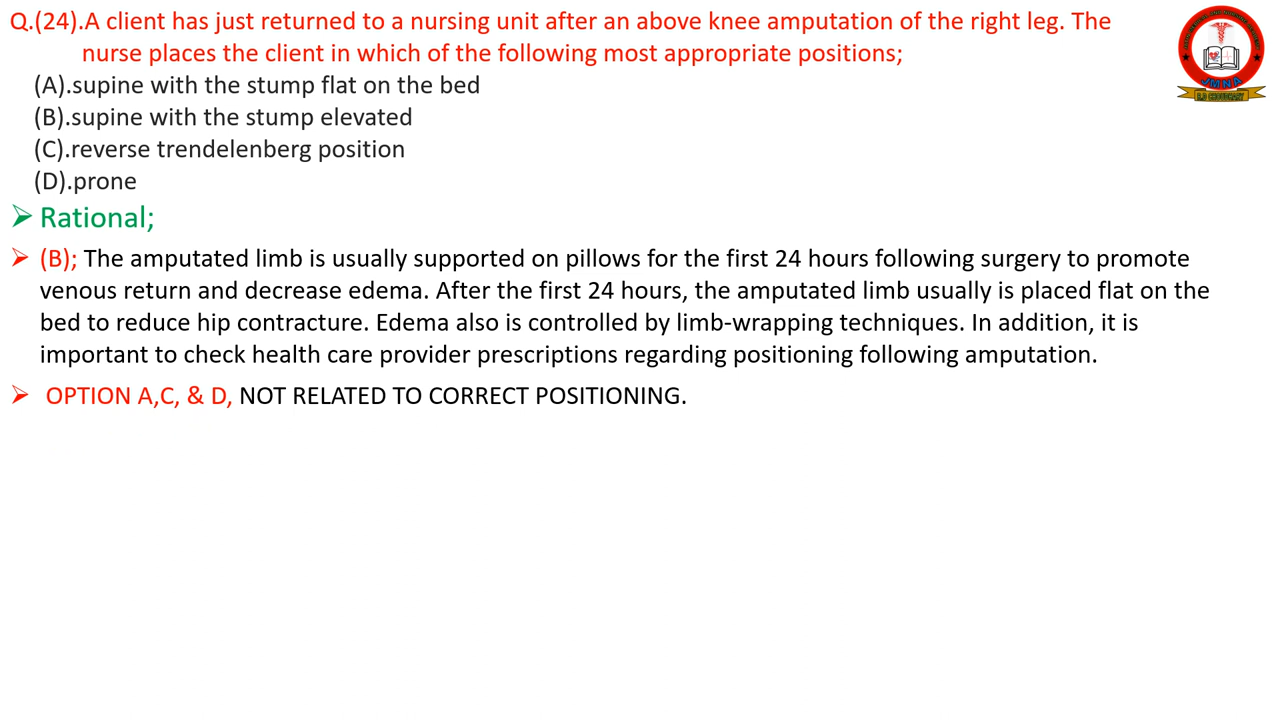 Q.(24).A client has just returned to a nursing unit after an above knee amputation of the right leg. The
nurse places the client in which of the following most appropriate positions;
(A).supine with the stump flat on the bed
(B).supine with the stump elevated
(C).reverse trendelenberg position
(D).prone
Rational;
(B); The amputated limb is usually supported on pillows for the first 24 hours following surgery to promote
venous return and decrease edema. After the first 24 hours, the amputated limb usually is placed flat on the
bed to reduce hip contracture. Edema also is controlled by limb-wrapping techniques. In addition, it is
important to check health care provider prescriptions regarding positioning following amputation.
OPTION A,C, & D, NOT RELATED TO CORRECT POSITIONING.
JMNA